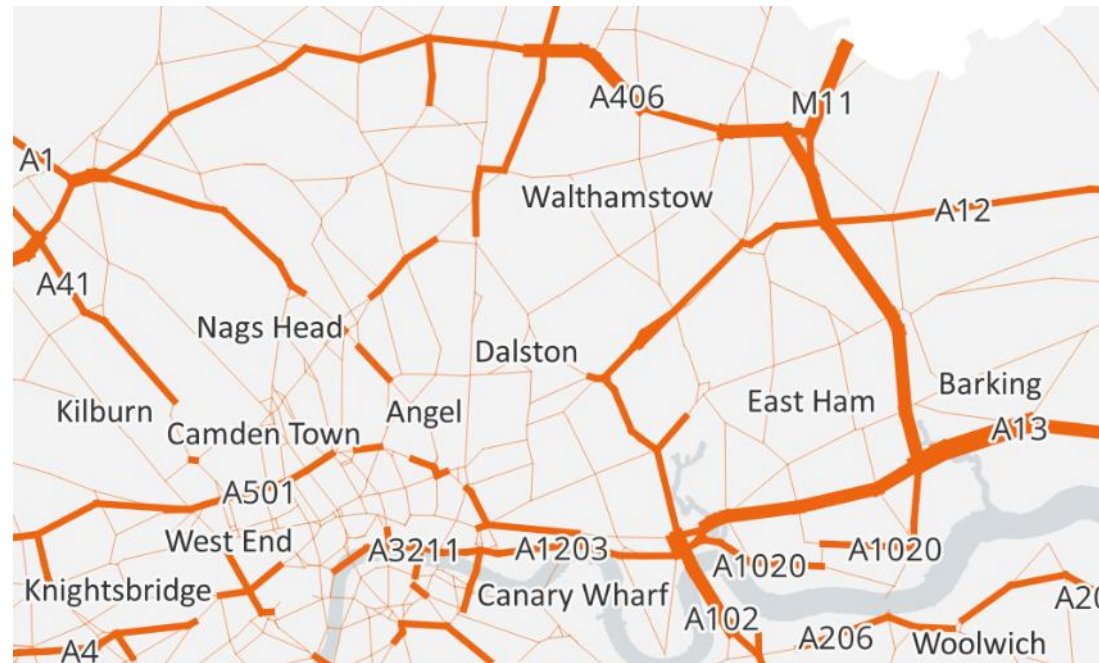 A406
M11
A1
Walthamstow
A12
A41
Nags Head
Dalston
Barking
Kilburn
East Ham
Angel
Camden Town
A13
A501
West End
A3211
A1203
A1020
A1020
Knightsbridge
Canary Wharf
A20
A102
A206
Woolwich
A4